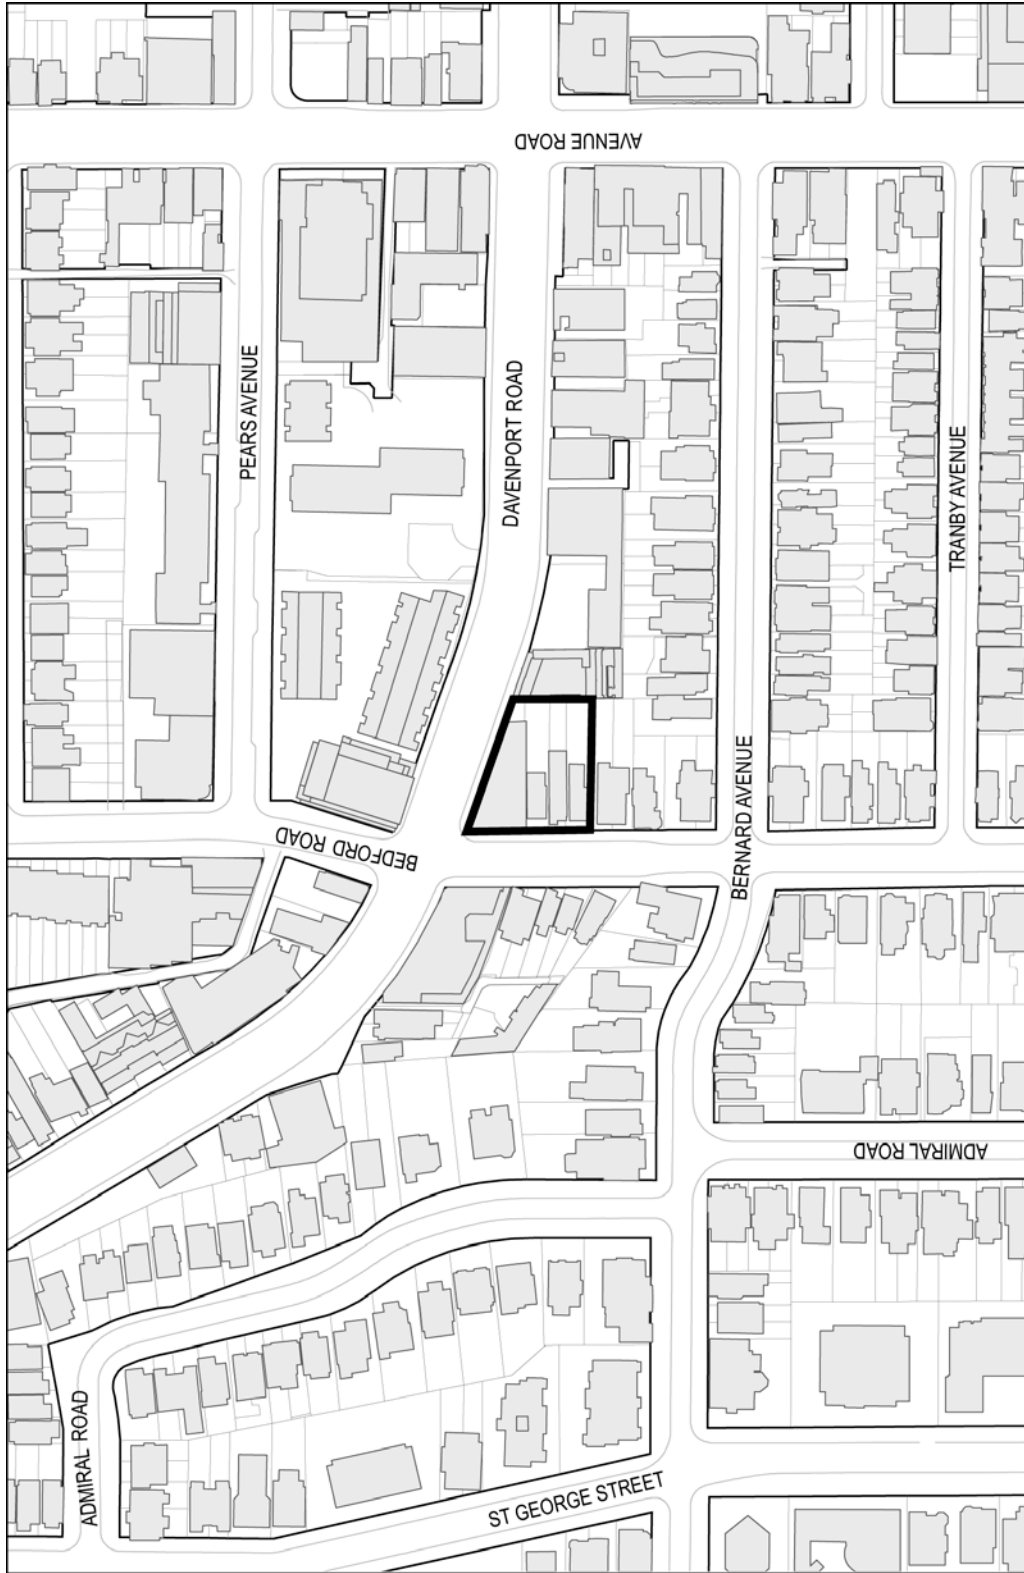 AVENUE ROAD
PEARS AVENUE
DAVENPORT ROAD
TRANBY AVENUE
BEDFORD ROAD
BERNARD AVENUE
ADMIRAL ROAD
ADMIRAL ROAD
ST GEORGE STREET